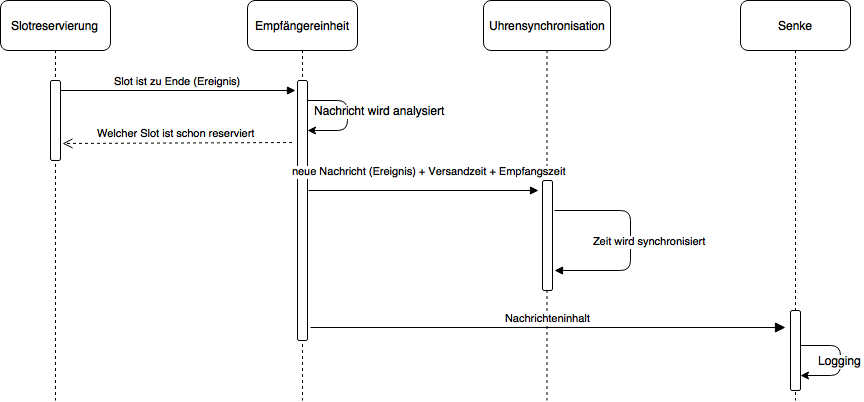 Slotreservierung
Empfängereinheit
Uhrensynchronisation
Senke
Slot ist zu Ende (Ereignis)
Nachricht wird analysiert
Welcher Slot ist schon reserviert
neue Nachricht (Ereignis) + Versandzeit + Empfangszeit
Zeit wird synchronisiert
Nachrichteninhalt
Logging